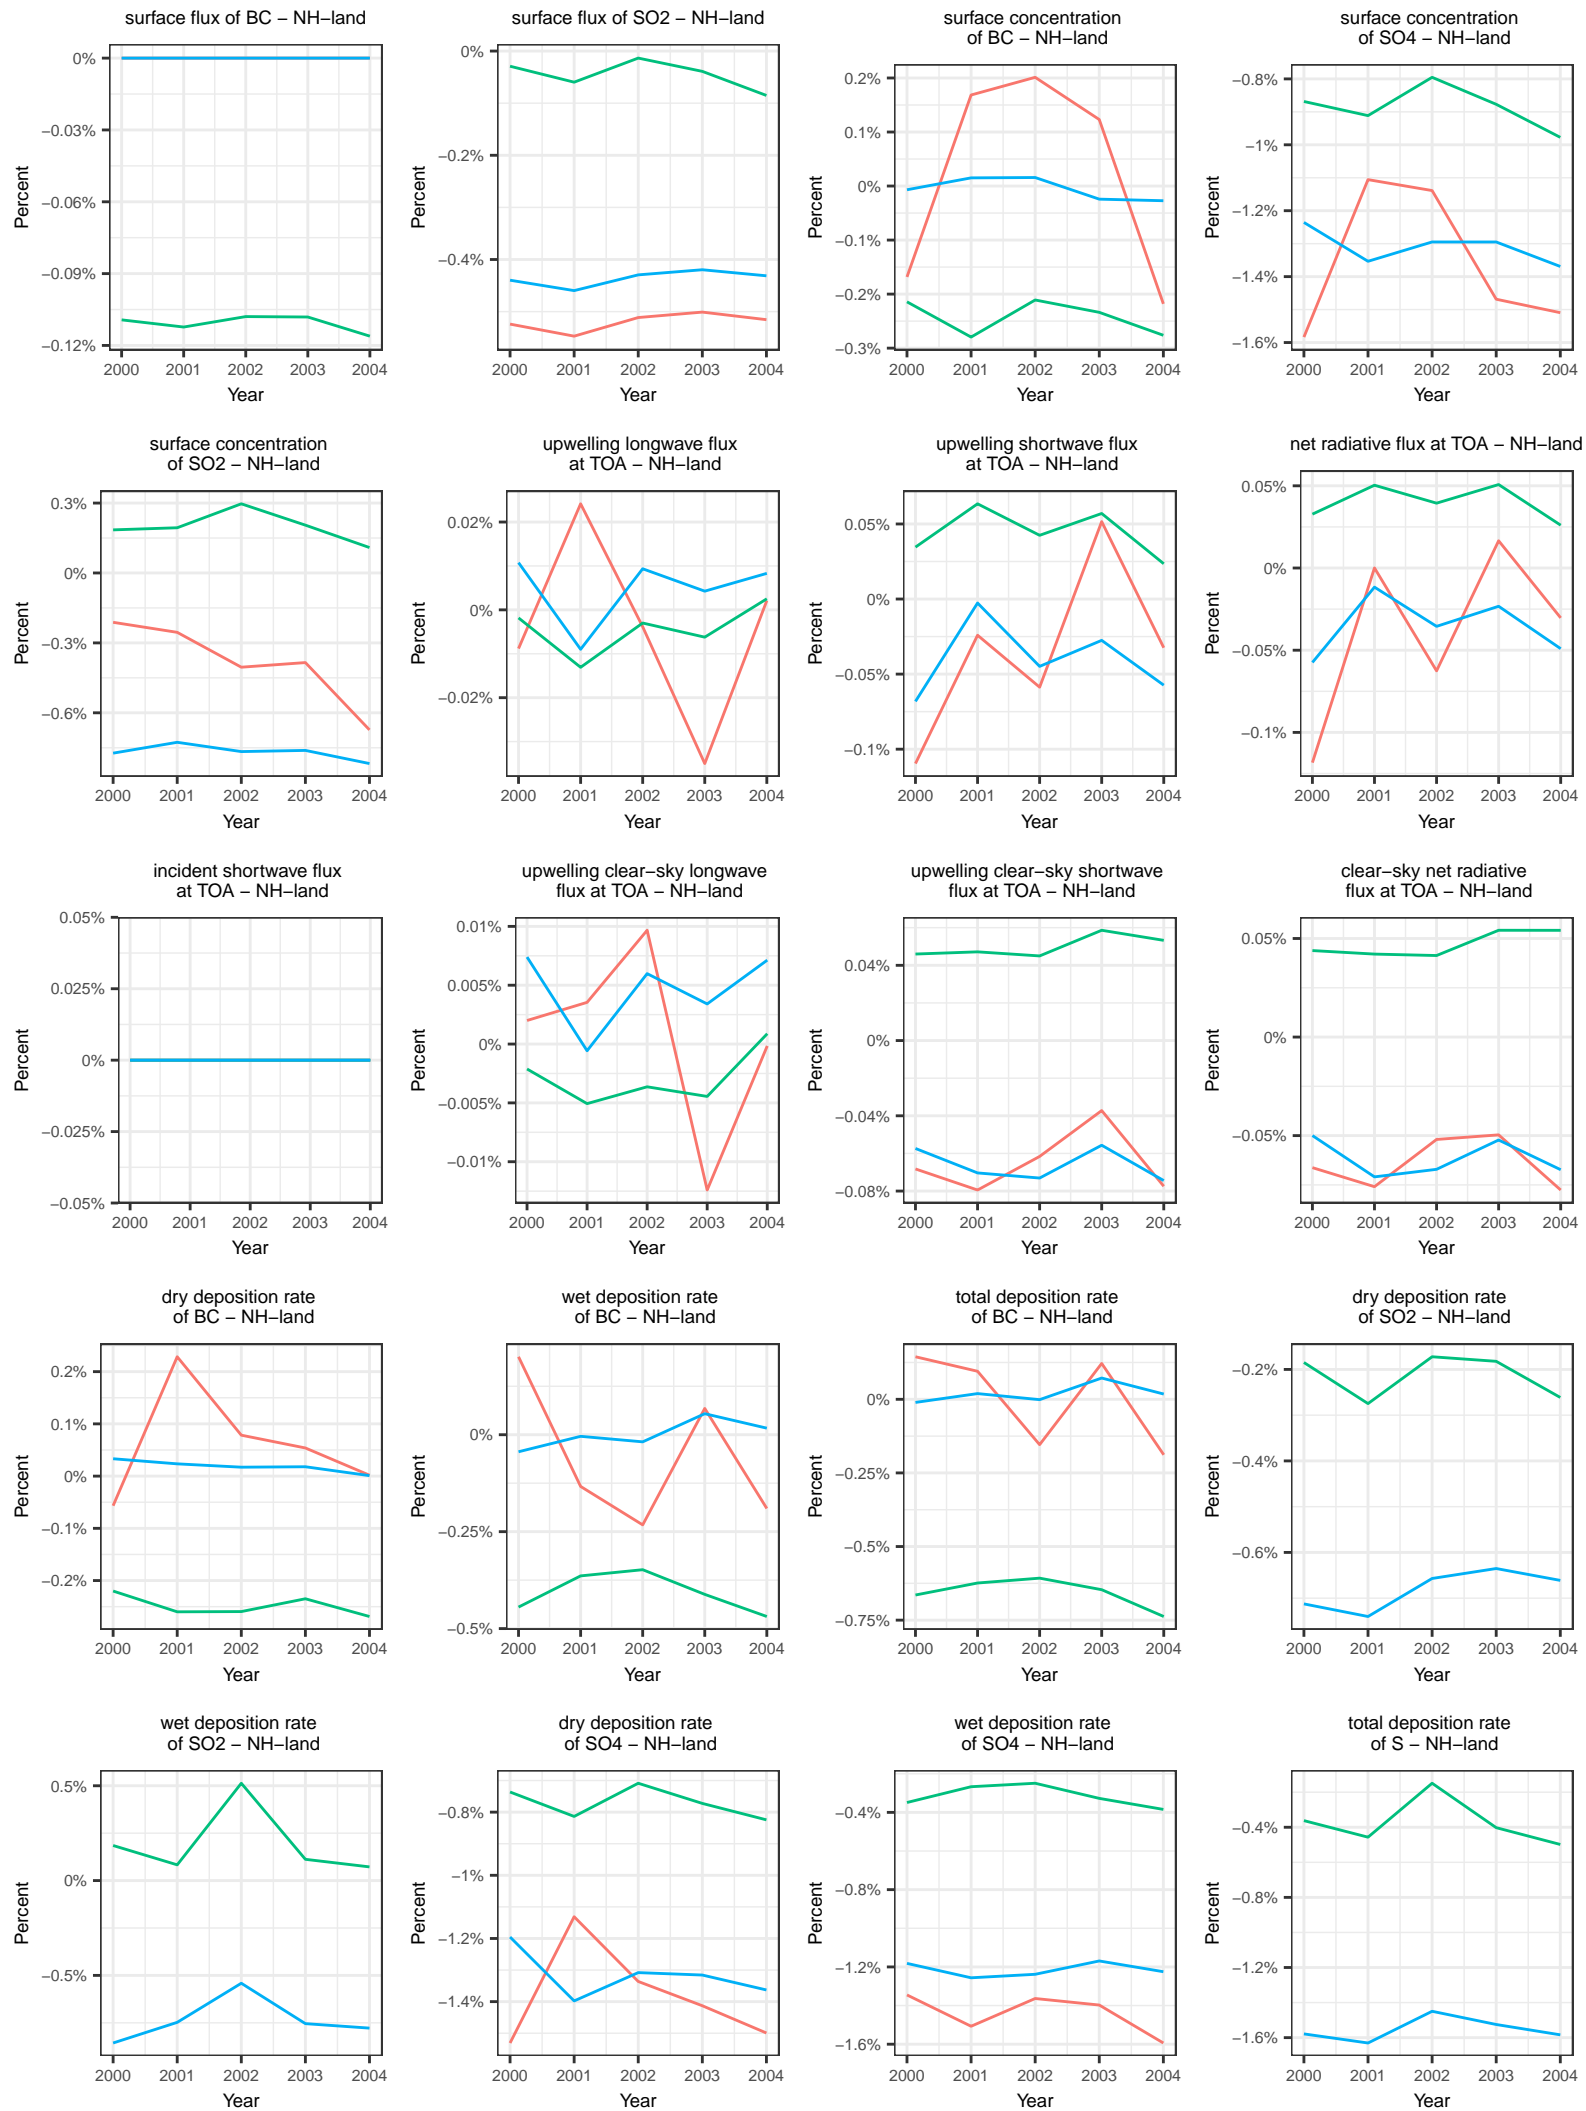 surface flux of BC − NH−land
0%
−0.03%
−0.06%
−0.09%
−0.12%
Percent
2000 2001 2002 2003 2004
Year
surface flux of SO2 − NH−land
0%
−0.2%
−0.4%
Percent
2000 2001 2002 2003 2004
Year
surface concentration
of BC − NH−land
0.2%
0.1%
0%
−0.1%
−0.2%
−0.3%
Percent
2000 2001 2002 2003 2004
Year
surface concentration
of SO4 − NH−land
−0.8%
−1%
−1.2%
−1.4%
−1.6%
Percent
2000 2001 2002 2003 2004
Year
surface concentration
of SO2 − NH−land
0.3%
0%
−0.3%
−0.6%
Percent
2000 2001 2002 2003 2004
Year
upwelling longwave flux
at TOA − NH−land
0.02%
0%
−0.02%
Percent
2000 2001 2002 2003 2004
Year
upwelling shortwave flux
at TOA − NH−land
0.05%
0%
−0.05%
−0.1%
Percent
2000 2001 2002 2003 2004
Year
net radiative flux at TOA − NH−land
0.05%
0%
−0.05%
−0.1%
Percent
2000 2001 2002 2003 2004
Year
incident shortwave flux
at TOA − NH−land
0.05%
0.025%
0%
−0.025%
−0.05%
Percent
2000 2001 2002 2003 2004
Year
upwelling clear−sky longwave
flux at TOA − NH−land
0.01%
0.005%
0%
−0.005%
−0.01%
Percent
2000 2001 2002 2003 2004
Year
upwelling clear−sky shortwave
flux at TOA − NH−land
0.04%
0%
−0.04%
−0.08%
Percent
2000 2001 2002 2003 2004
Year
clear−sky net radiative
flux at TOA − NH−land
0.05%
0%
−0.05%
Percent
2000 2001 2002 2003 2004
Year
dry deposition rate
of BC − NH−land
0.2%
0.1%
0%
−0.1%
−0.2%
Percent
2000 2001 2002 2003 2004
Year
wet deposition rate
of BC − NH−land
0%
−0.25%
−0.5%
Percent
2000 2001 2002 2003 2004
Year
total deposition rate
of BC − NH−land
0%
−0.25%
−0.5%
−0.75%
Percent
2000 2001 2002 2003 2004
Year
dry deposition rate
of SO2 − NH−land
−0.2%
−0.4%
−0.6%
Percent
2000 2001 2002 2003 2004
Year
wet deposition rate
of SO2 − NH−land
0.5%
0%
−0.5%
Percent
2000 2001 2002 2003 2004
Year
dry deposition rate
of SO4 − NH−land
−0.8%
−1%
−1.2%
−1.4%
Percent
2000 2001 2002 2003 2004
Year
wet deposition rate
of SO4 − NH−land
−0.4%
−0.8%
−1.2%
−1.6%
Percent
2000 2001 2002 2003 2004
Year
total deposition rate
of S − NH−land
−0.4%
−0.8%
−1.2%
−1.6%
Percent
2000 2001 2002 2003 2004
Year